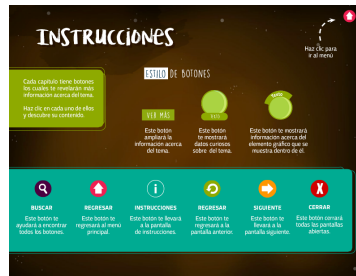 INSTRUCCIONES
Haz clic para
ir al menú
Cada capítulo tiene botones
los cuales te revelarán más
información acerca del tema.
Haz clic en cada uno de ellos
y descubre su contenido.
ESTILO DE BOTONES
VER MÁS
DATO
Este botón
ampliará la
información acerca
del tema.
Este botón
te mostrará
datos curiosos
sobre del tema.
Este botón te mostrará
información acerca del
elemento gráfico que se
muestra dentro de él.
BUSCAR
Este botón te
ayudará a encontrar
todos los botones.
REGRESAR
Este botón te
regresará al menú
principal.
INSTRUCCIONES
Este botón te llevará
a la pantalla
de instrucciones.
REGRESAR
Este botón te
regresará a la
pantalla anterior.
SIGUIENTE
Este botón te
llevará a la
pantalla siguiente.
CERRAR
Este botón cerrará
todas las pantallas
abiertas.